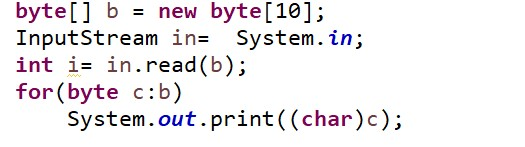 byte[] b = new byte[10];
InputStream in=  System.in;
int i= in.read(b);
for(byte c:b)
    System.out.print((char)c);